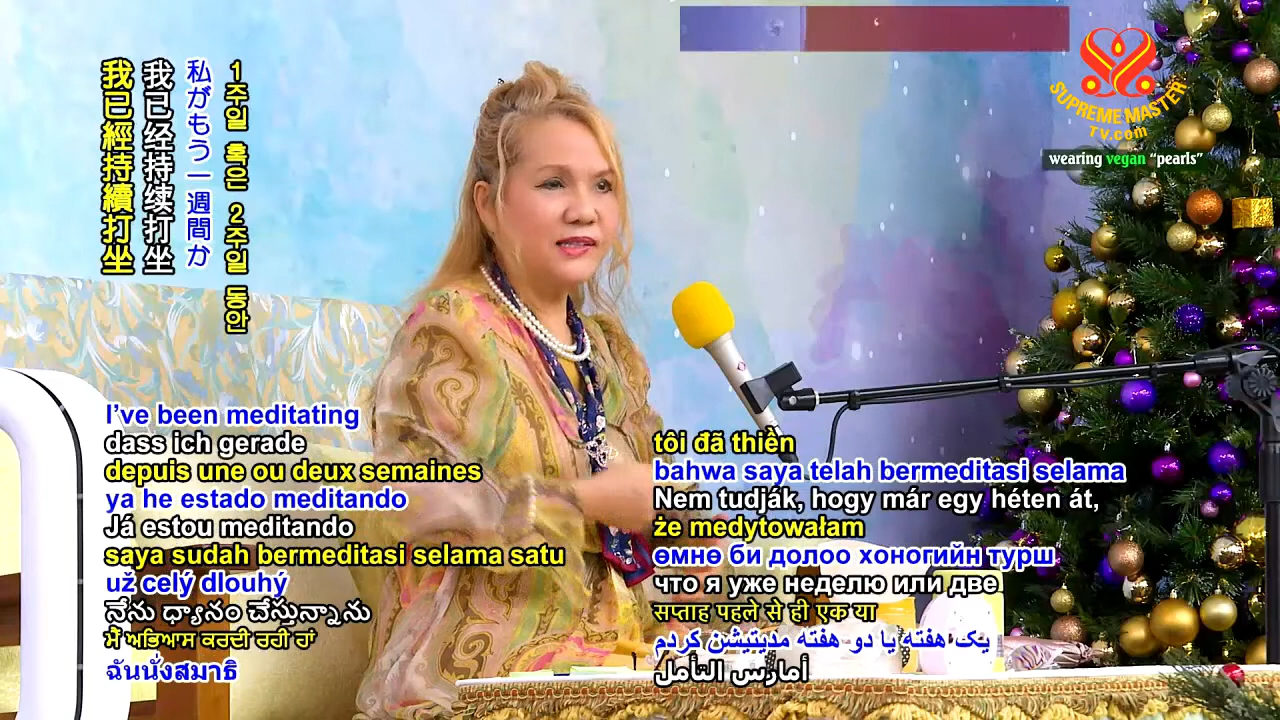 SUPREME MASTER
TV.com
wearing vegan “pearls”
1주일 혹은 2주일 동안
私がもう一週間か
我已经持续打坐
我已經持續打坐
I’ve been meditating
dass ich gerade
depuis une ou deux semaines
ya he estado meditando
Já estou meditando
saya sudah bermeditasi selama satu
už celý dlouhý
నేను ధ్యానం చేస్తున్నాను
ਮੈਂ ਅਭਿਆਸ ਕਰਦੀ ਰਹੀ ਹਾਂ
ฉันนั่งสมาธิ
tôi đã thiền
bahwa saya telah bermeditasi selama
Nem tudják, hogy már egy héten át,
że medytowałam
өмнө би долоо хоногийн турш
что я уже неделю или две
सप्ताह पहले से ही एक या
یک هفته یا دو هفته مدیتیشن کردم
أمارس التأمل